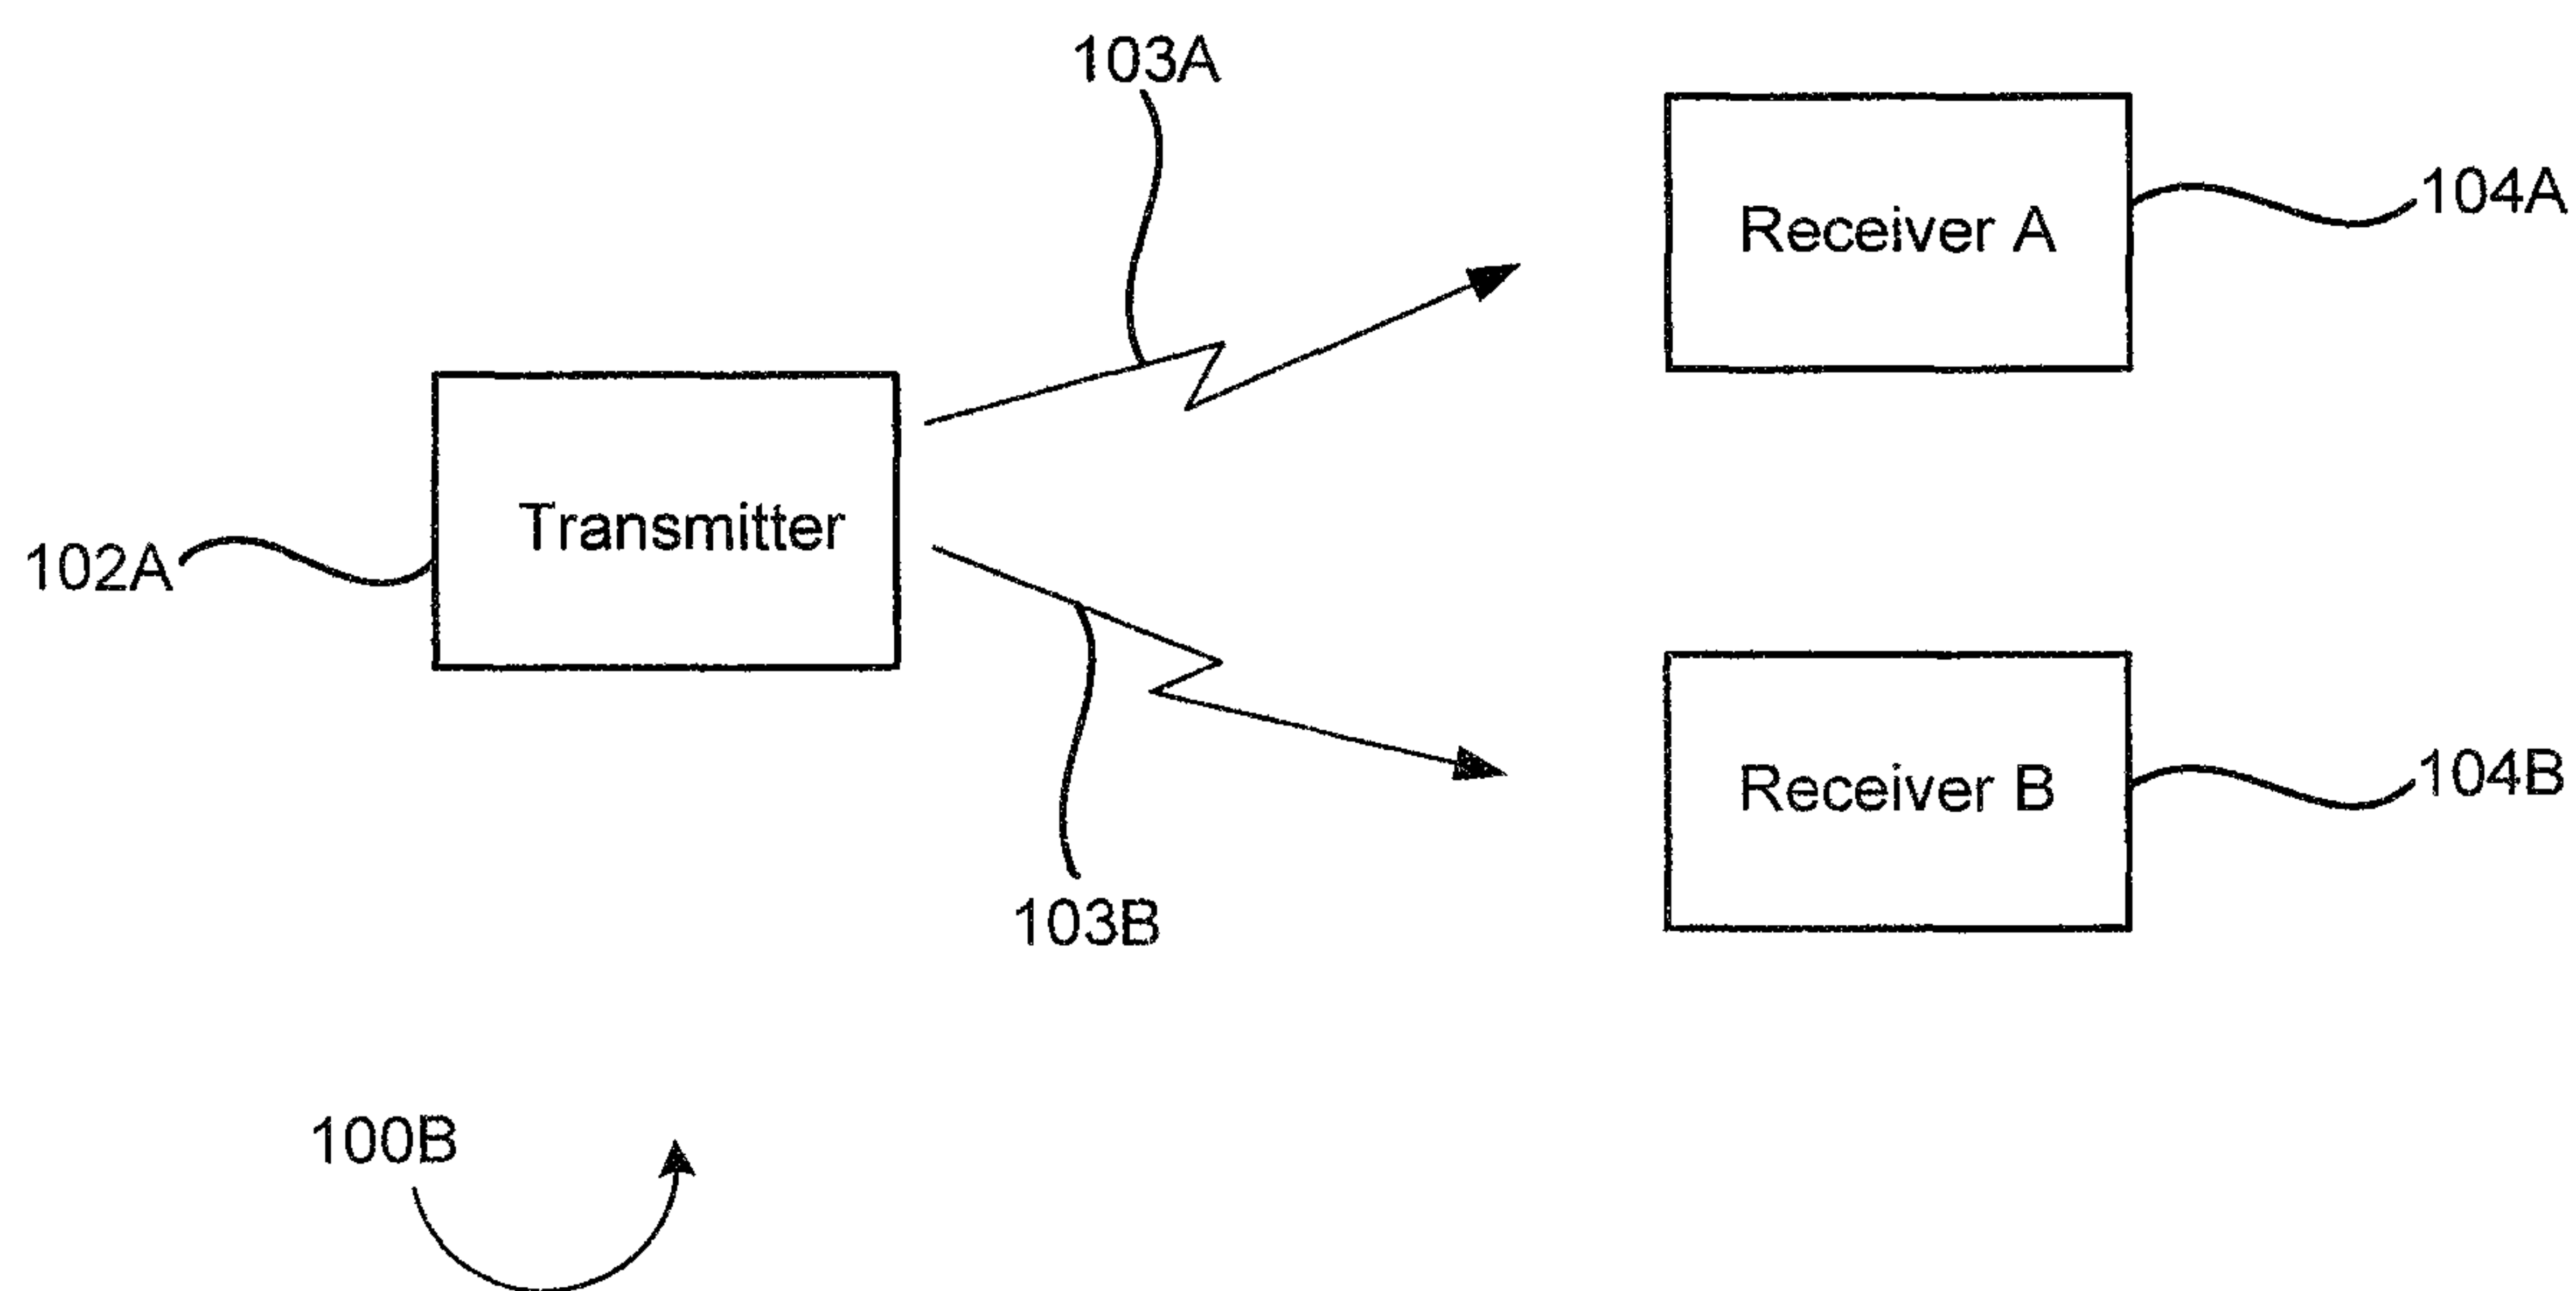 103A
Receiver A
104A
Transmitter
102A
Receiver B
104B
103B
100B